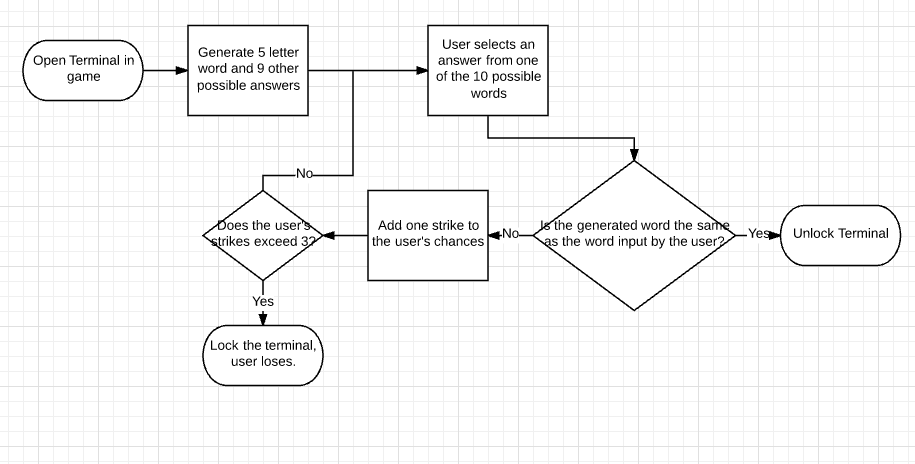 Open Terminal in
game
Generate 5 letter
word and 9 other
possible answers
User selects an
answer from one
of the 10 possible
words
No
Does the user's
strikes exceed 3?
Add one strike to
the user's chances
No
Is the generated word the same
as the word input by the user?
Yes
Unlock Terminal
Yes
Lock the terminal,
user loses.